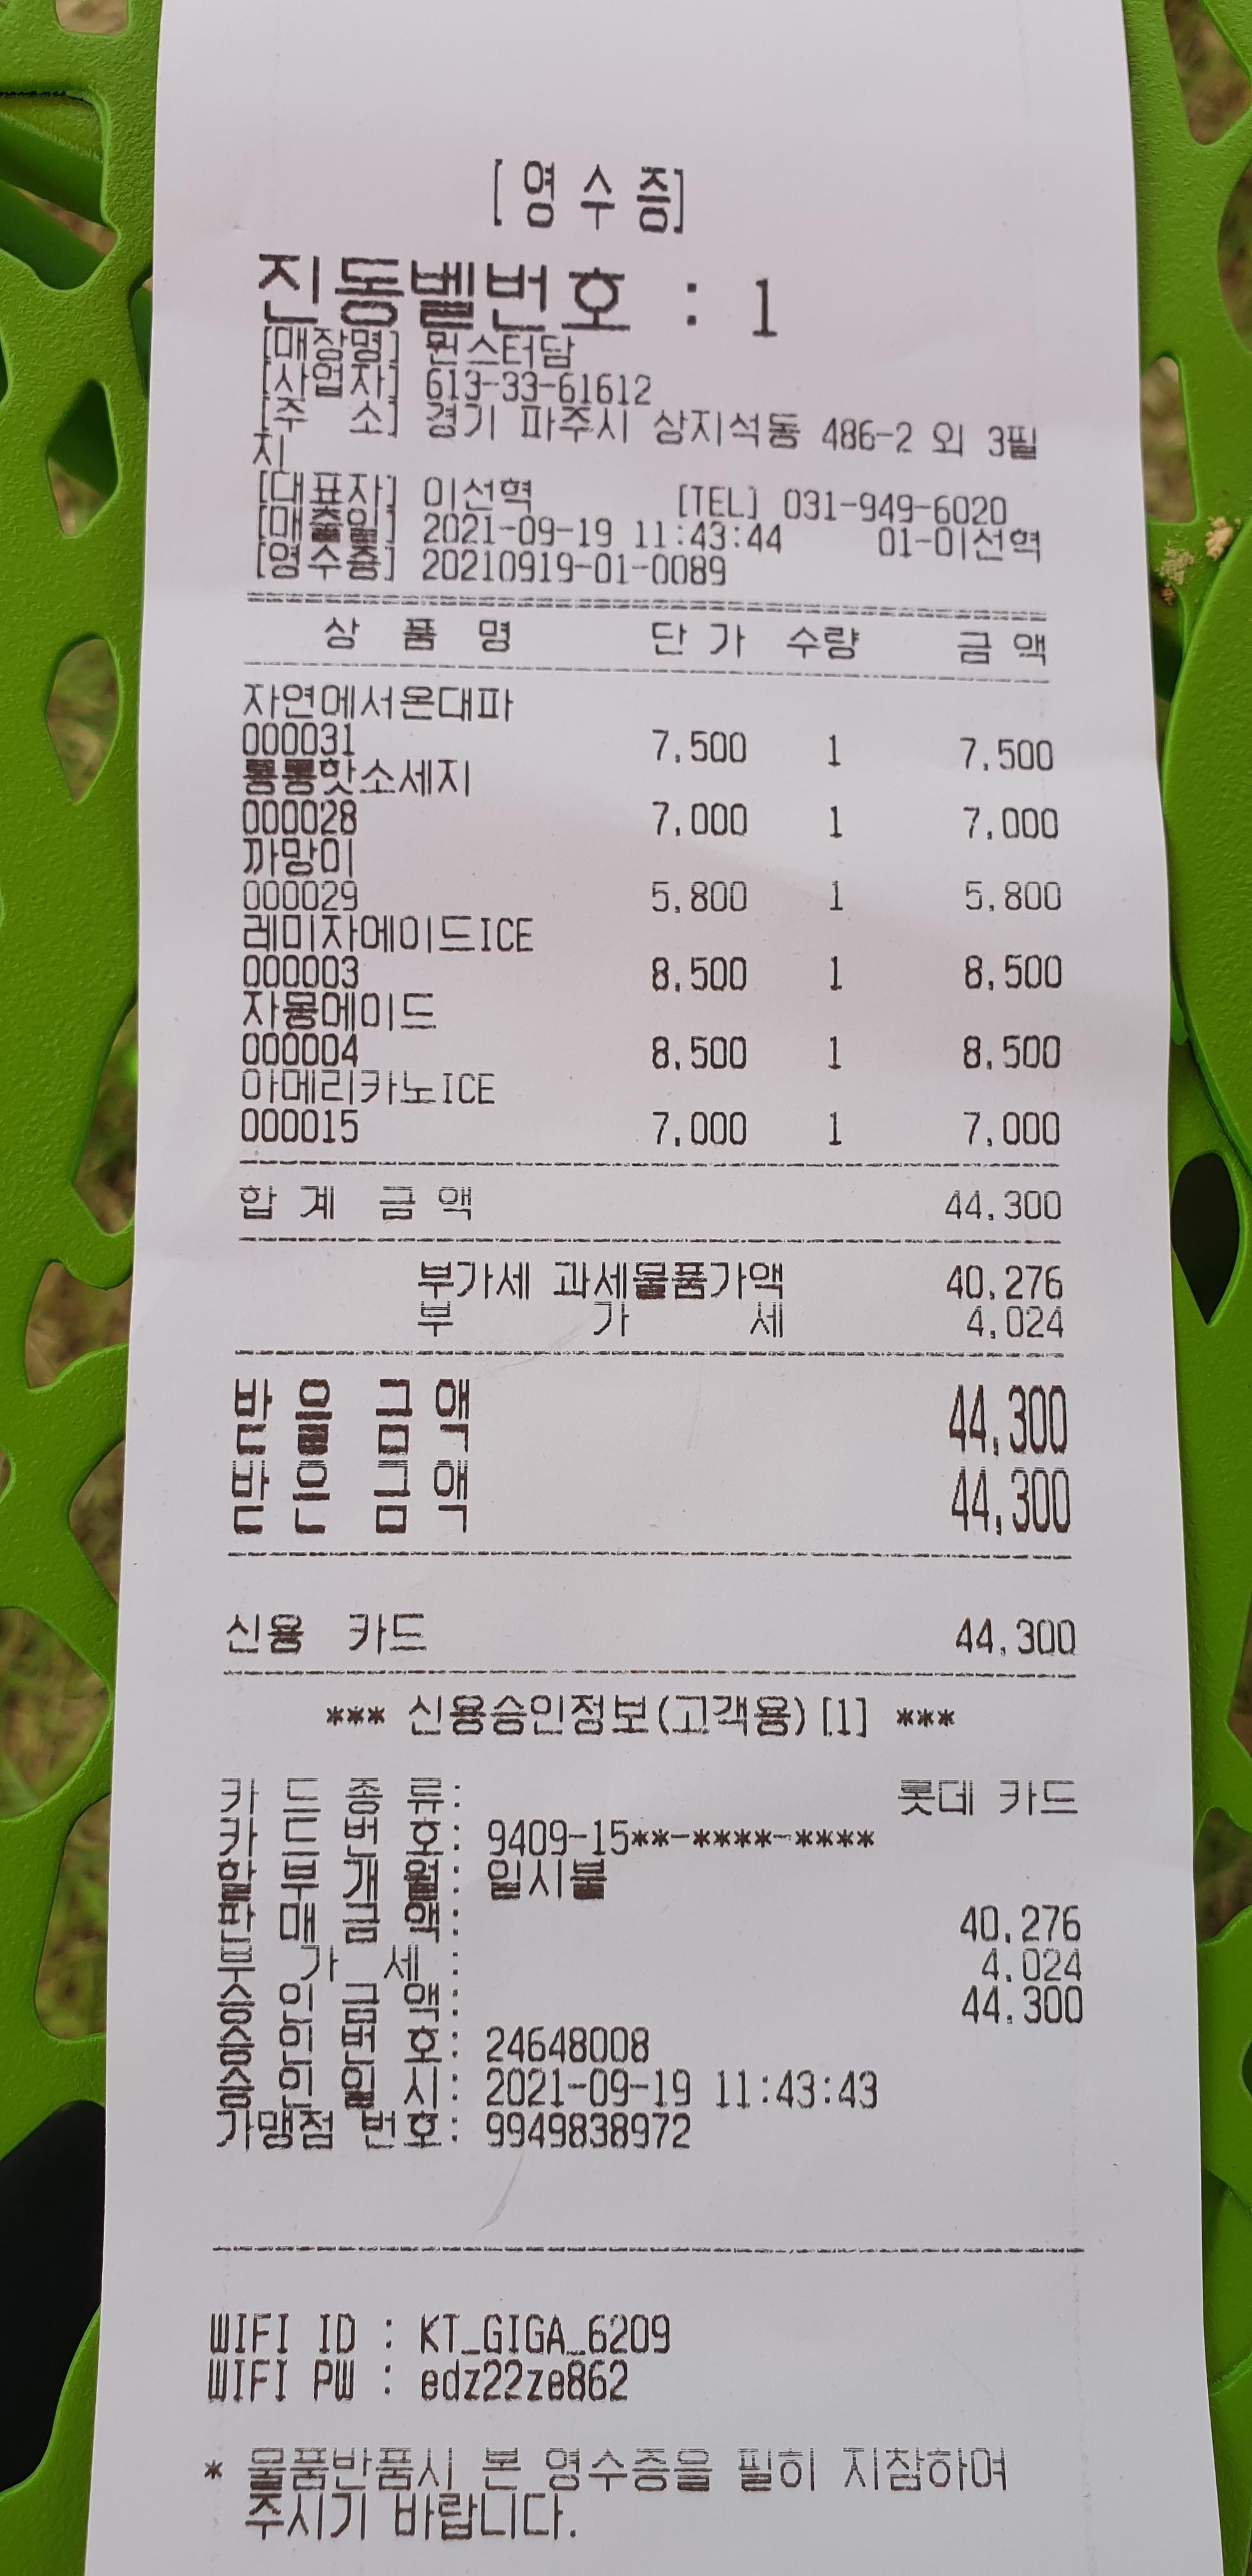 [영수증]
진동벨번호 : 1
[매장명] 뮌스터담
[사업자] 613-33-61612
[주 소] 경기 파주시 상지석동 486-2 외 3필
지
[대표자] 이선혁 [TEL] 031-949-6020
[매출일] 2021-09-19 11:43:44 01-이선혁
[영수증] 20210919-01-0089
상 품 명 단 가 수량 금 액
자연에서온대파
000031 7,500 1 7,500
통통핫소세지
000028 7,000 1 7,000
까망이
000029 5,800 1 5,800
레미자에이드ICE
000003 8,500 1 8,500
자몽에이드
000004 8,500 1 8,500
아메리카노ICE
000015 7,000 1 7,000
합 계 금 액 44,300
부가세 과세물품가액 40,276
부 가 세 4,024
받 을 금 액 44,300
받 은 금 액 44,300
신용 카드 44,300
*** 신용승인정보(고객용)[1] ***
카 드 종 류: 롯데 카드
카 드 번 호: 9409-15**-****-****
할 부 개 월: 일시불
판 매 금 액: 40,276
부 가 세 : 4,024
승 인 금 액: 44,300
승 인 번 호: 24648008
승 인 일 시: 2021-09-19 11:43:43
가맹점 번호: 9949838972
WIFI ID : KT_GIGA_6209
WIFI PW : edz22ze862
* 물품반품시 본 영수증을 필히 지참하여
주시기 바랍니다.